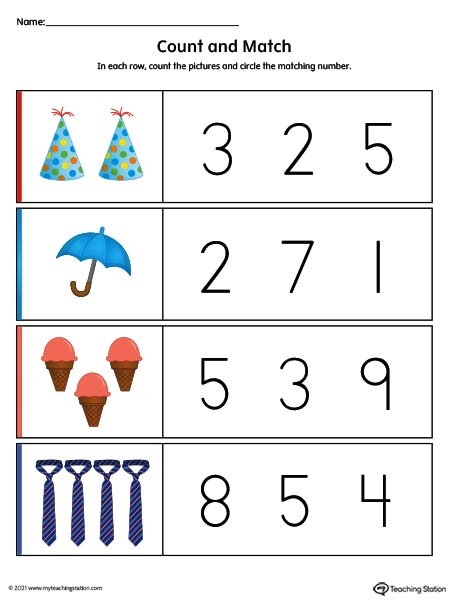 Name:
Count and Match
In each row, count the pictures and circle the matching number.
3 2 5
2 7 1
5 3 9
8 5 4
© 2021 www.myteachingstation.com
Teaching Station